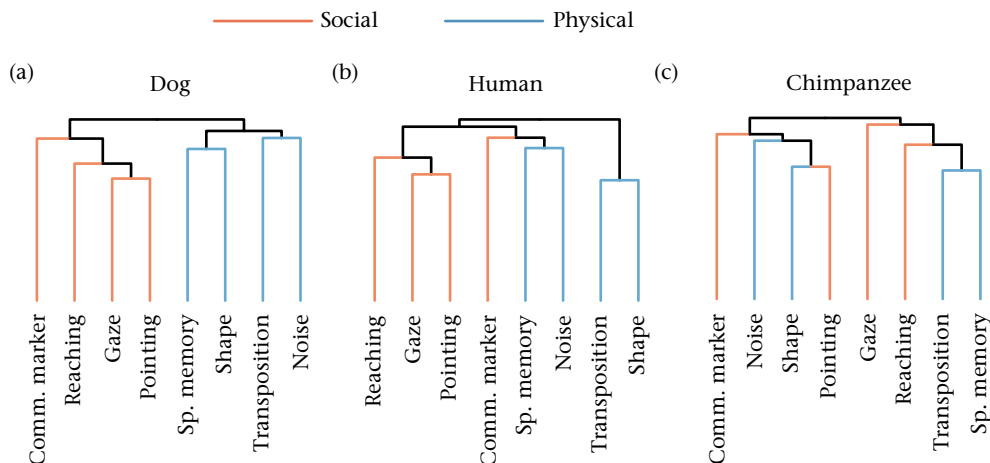 Social Physical
(a) (b) (c)
Dog Human Chimpanzee
Comm. marker
Reaching
Gaze
Pointing
Sp. memory
Shape
Transposition
Noise
Reaching
Gaze
Pointing
Comm. marker
Sp. memory
Noise
Transposition
Shape
Comm. marker
Noise
Shape
Pointing
Gaze
Reaching
Transposition
Sp. memory